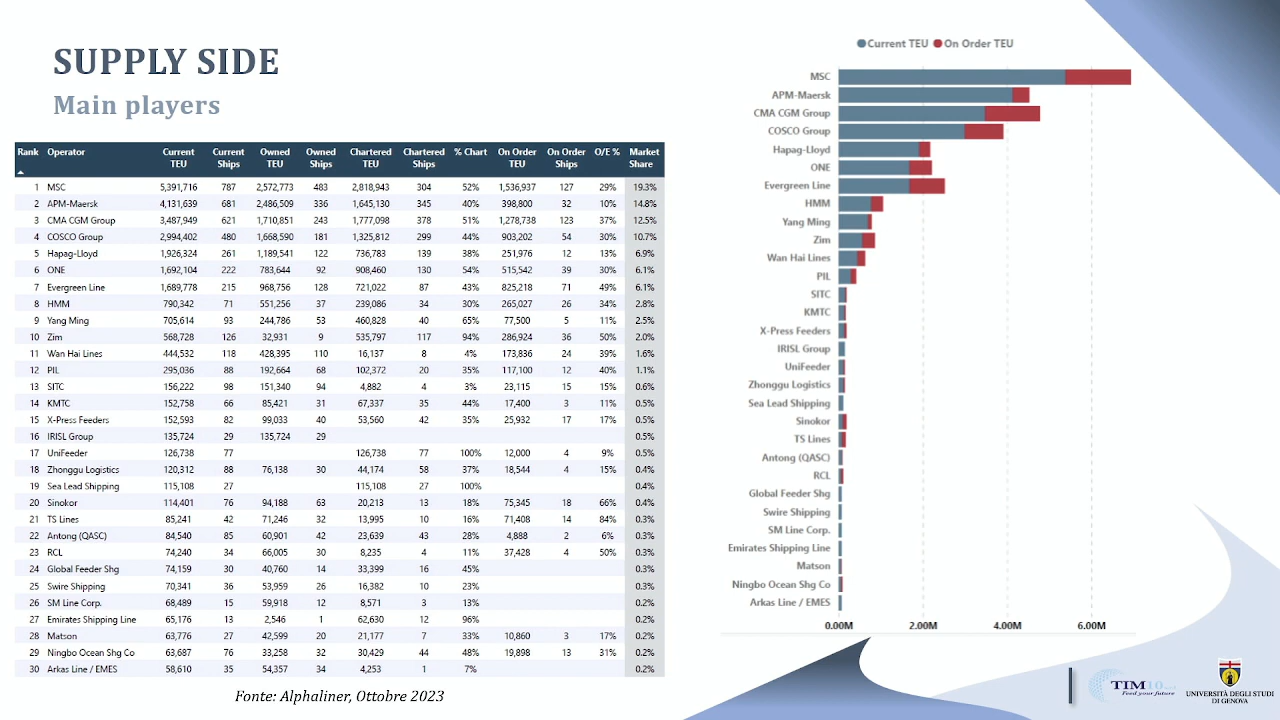 SUPPLY SIDE
Main players
Rank Operator Current TEU Current Ships Owned TEU Owned Ships Chartered TEU Chartered Ships % Chart On Order TEU On Order Ships O/E % Market Share
1 MSC 5,391,716 787 2,572,773 483 2,818,943 304 52% 1,536,937 127 29% 19.3%
2 APM-Maersk 4,131,639 681 2,486,509 336 1,645,130 345 40% 398,800 32 10% 14.8%
3 CMA CGM Group 3,487,949 621 1,710,851 243 1,777,098 378 51% 1,278,738 123 37% 12.5%
4 COSCO Group 2,994,402 480 1,668,590 181 1,325,812 299 44% 903,202 54 30% 10.7%
5 Hapag-Lloyd 1,926,324 261 1,189,541 122 736,783 139 38% 251,976 12 13% 6.9%
6 ONE 1,692,104 222 783,644 92 908,460 130 54% 515,542 39 30% 6.1%
7 Evergreen Line 1,689,778 215 968,756 128 721,022 87 43% 825,218 71 49% 6.1%
8 HMM 790,342 71 551,256 37 239,086 34 30% 265,027 26 34% 2.8%
9 Yang Ming 705,614 93 244,786 53 460,828 40 65% 77,500 5 11% 2.5%
10 Zim 568,728 126 32,931 9 535,797 117 94% 286,924 36 50% 2.0%
11 Wan Hai Lines 444,532 118 428,395 110 16,137 8 4% 173,836 24 39% 1.6%
12 PIL 295,036 88 192,664 68 102,372 20 35% 117,100 12 40% 1.1%
13 SITC 156,222 98 151,340 94 4,882 4 3% 23,115 15 15% 0.6%
14 KMTC 152,758 66 85,421 31 67,337 35 44% 17,400 3 11% 0.5%
15 X-Press Feeders 152,593 82 99,033 40 53,560 42 35% 25,932 17 17% 0.5%
16 IRISL Group 135,724 29 135,724 29 0.5%
17 UniFeeder 126,738 77 126,738 77 100% 12,000 4 9% 0.5%
18 Zhonggu Logistics 120,312 88 76,138 30 44,174 58 37% 18,544 4 15% 0.4%
19 Sea Lead Shipping 115,108 27 115,108 27 100% 0.4%
20 Sinokor 114,401 76 94,188 63 20,213 13 18% 75,345 18 66% 0.4%
21 TS Lines 85,241 42 71,246 32 13,995 10 16% 71,408 14 84% 0.3%
22 Antong (QASC) 84,540 85 60,901 42 23,639 43 28% 4,888 2 6% 0.3%
23 RCL 74,240 34 66,005 30 8,235 4 11% 37,428 4 50% 0.3%
24 Global Feeder Shg 74,159 30 40,760 14 33,399 16 45% 0.3%
25 Swire Shipping 70,341 36 53,959 26 16,382 10 23% 0.3%
26 SM Line Corp. 68,489 15 59,918 12 8,571 3 13% 0.2%
27 Emirates Shipping Line 65,176 13 2,546 1 62,630 12 96% 0.2%
28 Matson 63,776 27 42,599 20 21,177 7 33% 10,860 3 17% 0.2%
29 Ningbo Ocean Shg Co 63,687 76 33,258 32 30,429 44 48% 19,898 13 31% 0.2%
30 Arkas Line / EMES 58,610 35 54,357 34 4,253 1 7% 0.2%
Fonte: Alphaliner, Ottobre 2023
Current TEU On Order TEU
MSC
APM-Maersk
CMA CGM Group
COSCO Group
Hapag-Lloyd
ONE
Evergreen Line
HMM
Yang Ming
Zim
Wan Hai Lines
PIL
SITC
KMTC
X-Press Feeders
IRISL Group
UniFeeder
Zhonggu Logistics
Sea Lead Shipping
Sinokor
TS Lines
Antong (QASC)
RCL
Global Feeder Shg
Swire Shipping
SM Line Corp.
Emirates Shipping Line
Matson
Ningbo Ocean Shg Co
Arkas Line / EMES
0.00M 2.00M 4.00M 6.00M
TIM
Feed your future
UNIVERSITÀ DEGLI STUDI
DI GENOVA